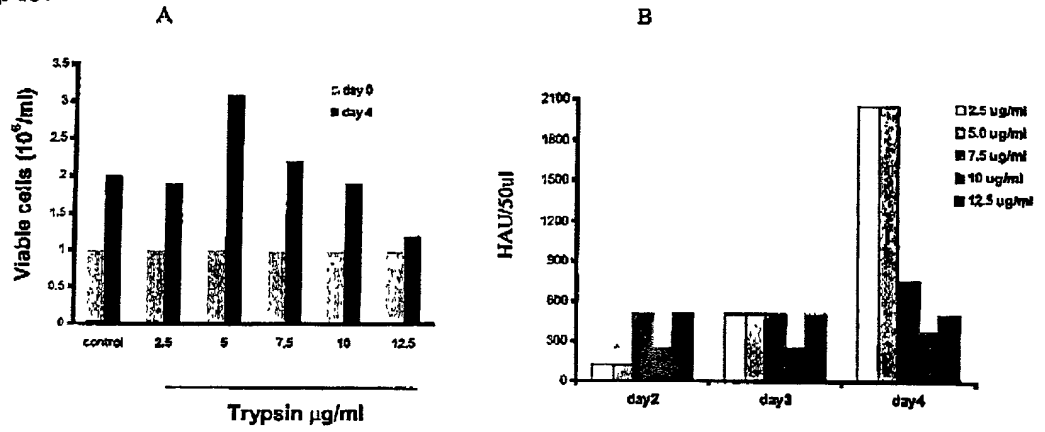 A
3.5
3
2.5
2
1.5
1
0.5
0
Viable cells (10⁶/ml)
day 0
day 4
control 2.5 5 7.5 10 12.5
Trypsin µg/ml
B
2100
1800
1500
1200
900
600
300
0
HAU/50ul
2.5 ug/ml
5.0 ug/ml
7.5 ug/ml
10 ug/ml
12.5 ug/ml
day2 day3 day4